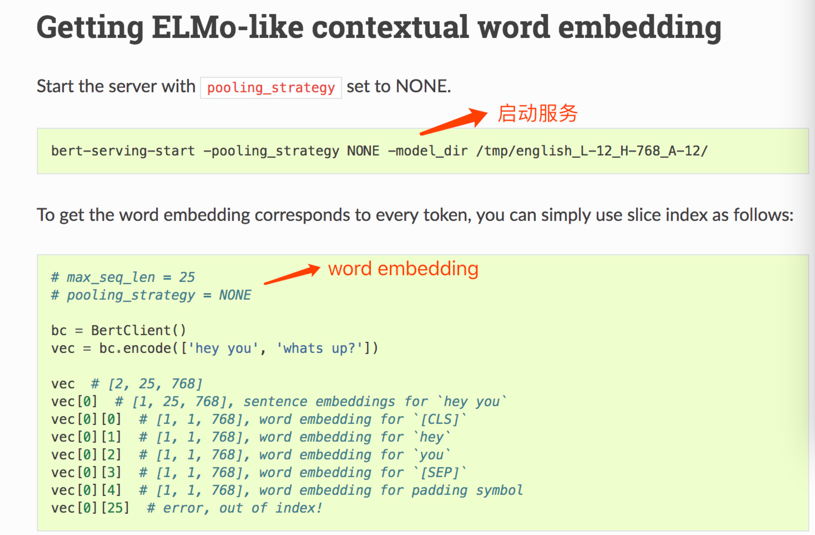 Getting ELMo-like contextual word embedding
Start the server with pooling_strategy set to NONE.
启动服务
bert-serving-start -pooling_strategy NONE -model_dir /tmp/english_L-12_H-768_A-12/
To get the word embedding corresponds to every token, you can simply use slice index as follows:
word embedding
# max_seq_len = 25
# pooling_strategy = NONE
bc = BertClient()
vec = bc.encode(['hey you', 'whats up?'])
vec  # [2, 25, 768]
vec[0]  # [1, 25, 768], sentence embeddings for `hey you`
vec[0][0]  # [1, 1, 768], word embedding for `[CLS]`
vec[0][1]  # [1, 1, 768], word embedding for `hey`
vec[0][2]  # [1, 1, 768], word embedding for `you`
vec[0][3]  # [1, 1, 768], word embedding for `[SEP]`
vec[0][4]  # [1, 1, 768], word embedding for padding symbol
vec[0][25]  # error, out of index!